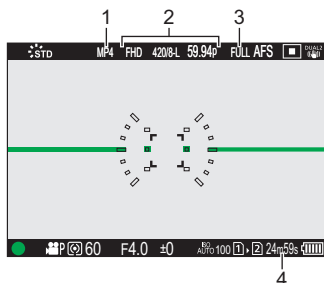 1 2 3
STD MP4 FHD 420/8-L 59.94p FULL AFS DUAL2
P 60 F4.0 ±0 ISO AUTO 100 1 2 24m59s
4